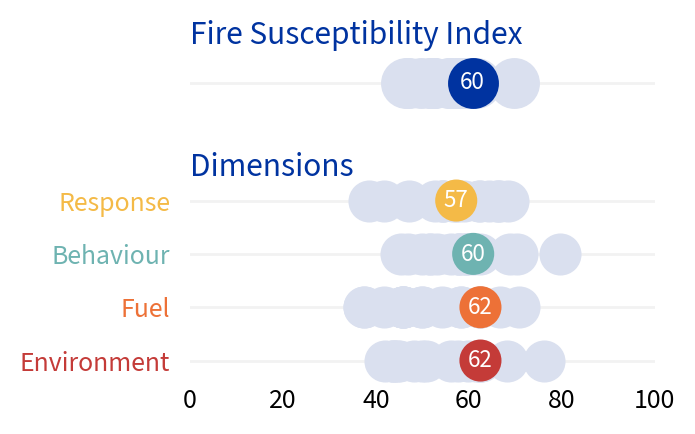 Fire Susceptibility Index
60
Dimensions
Response 57
Behaviour 60
Fuel 62
Environment 62
0 20 40 60 80 100